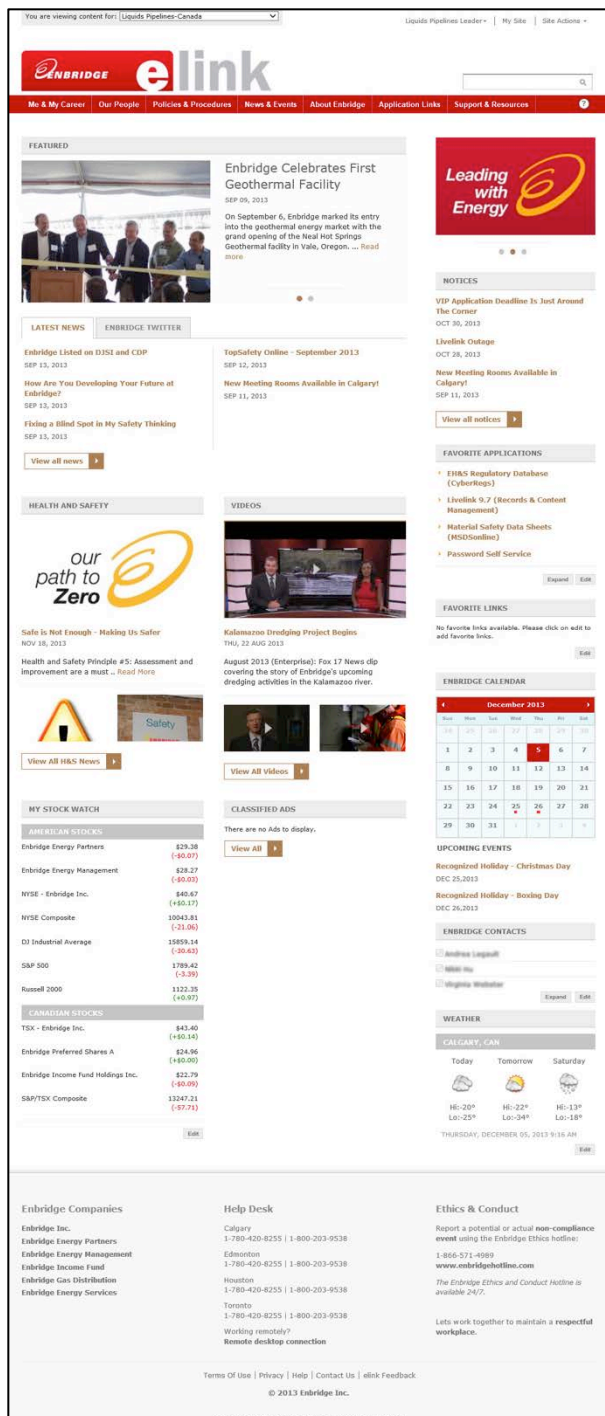 You are viewing content for: Liquids Pipelines-Canada
Liquids Pipelines Leader | My Site | Site Actions
ENBRIDGE elink
Me & My Career Our People Policies & Procedures News & Events About Enbridge Application Links Support & Resources ?
FEATURED
Enbridge Celebrates First
Geothermal Facility
SEP 09, 2013
On September 6, Enbridge marked its entry
into the geothermal energy market with the
grand opening of the Neal Hot Springs
Geothermal facility in Vale, Oregon. ... Read
more
LATEST NEWS ENBRIDGE TWITTER
Enbridge Listed on DJSI and CDP
SEP 13, 2013
How Are You Developing Your Future at
Enbridge?
SEP 13, 2013
Fixing a Blind Spot in My Safety Thinking
SEP 13, 2013
TopSafety Online - September 2013
SEP 12, 2013
New Meeting Rooms Available in Calgary!
SEP 11, 2013
View all news
HEALTH AND SAFETY
our
path to
Zero
Safe is Not Enough - Making Us Safer
NOV 18, 2013
Health and Safety Principle #5: Assessment and
improvement are a must .. Read More
Safety
View All H&S News
VIDEOS
Kalamazoo Dredging Project Begins
THU, 22 AUG 2013
August 2013 (Enterprise): Fox 17 News clip
covering the story of Enbridge's upcoming
dredging activities in the Kalamazoo river.
View All Videos
MY STOCK WATCH
AMERICAN STOCKS
Enbridge Energy Partners $29.38
(-$0.07)
Enbridge Energy Management $28.27
(-$0.03)
NYSE - Enbridge Inc. $40.67
(+$0.17)
NYSE Composite 10043.81
(-21.06)
DJ Industrial Average 15859.14
(-30.63)
S&P 500 1789.42
(-3.39)
Russell 2000 1122.35
(+0.97)
CANADIAN STOCKS
TSX - Enbridge Inc. $43.40
(+$0.14)
Enbridge Preferred Shares A $24.96
(+$0.00)
Enbridge Income Fund Holdings Inc. $22.79
(-$0.09)
S&P/TSX Composite 13247.21
(-57.71)
Edit
CLASSIFIED ADS
There are no Ads to display.
View All
Leading
with
Energy
NOTICES
VIP Application Deadline Is Just Around
The Corner
OCT 30, 2013
Livelink Outage
OCT 28, 2013
New Meeting Rooms Available in
Calgary!
SEP 11, 2013
View all notices
FAVORITE APPLICATIONS
EH&S Regulatory Database
(CyberRegs)
Livelink 9.7 (Records & Content
Management)
Material Safety Data Sheets
(MSDSonline)
Password Self Service
Expand Edit
FAVORITE LINKS
No favorite links available. Please click on edit to
add favorite links.
Edit
ENBRIDGE CALENDAR
December 2013
Sun Mon Tue Wed Thu Fri Sat
24 25 26 27 28 29 30
1 2 3 4 5 6 7
8 9 10 11 12 13 14
15 16 17 18 19 20 21
22 23 24 25 26 27 28
29 30 31 1 2 3 4
UPCOMING EVENTS
Recognized Holiday - Christmas Day
DEC 25,2013
Recognized Holiday - Boxing Day
DEC 26,2013
ENBRIDGE CONTACTS
Expand Edit
WEATHER
CALGARY, CAN
Today Tomorrow Saturday
Hi:-20° Hi:-22° Hi:-13°
Lo:-25° Lo:-34° Lo:-18°
THURSDAY, DECEMBER 05, 2013 9:16 AM
Edit
Enbridge Companies
Enbridge Inc.
Enbridge Energy Partners
Enbridge Energy Management
Enbridge Income Fund
Enbridge Gas Distribution
Enbridge Energy Services
Help Desk
Calgary
1-780-420-8255 | 1-800-203-9538
Edmonton
1-780-420-8255 | 1-800-203-9538
Houston
1-780-420-8255 | 1-800-203-9538
Toronto
1-780-420-8255 | 1-800-203-9538
Working remotely?
Remote desktop connection
Ethics & Conduct
Report a potential or actual non-compliance
event using the Enbridge Ethics hotline:
1-866-571-4989
www.enbridgehotline.com
The Enbridge Ethics and Conduct Hotline is
available 24/7.
Lets work together to maintain a respectful
workplace.
Terms Of Use | Privacy | Help | Contact Us | elink Feedback
© 2013 Enbridge Inc.